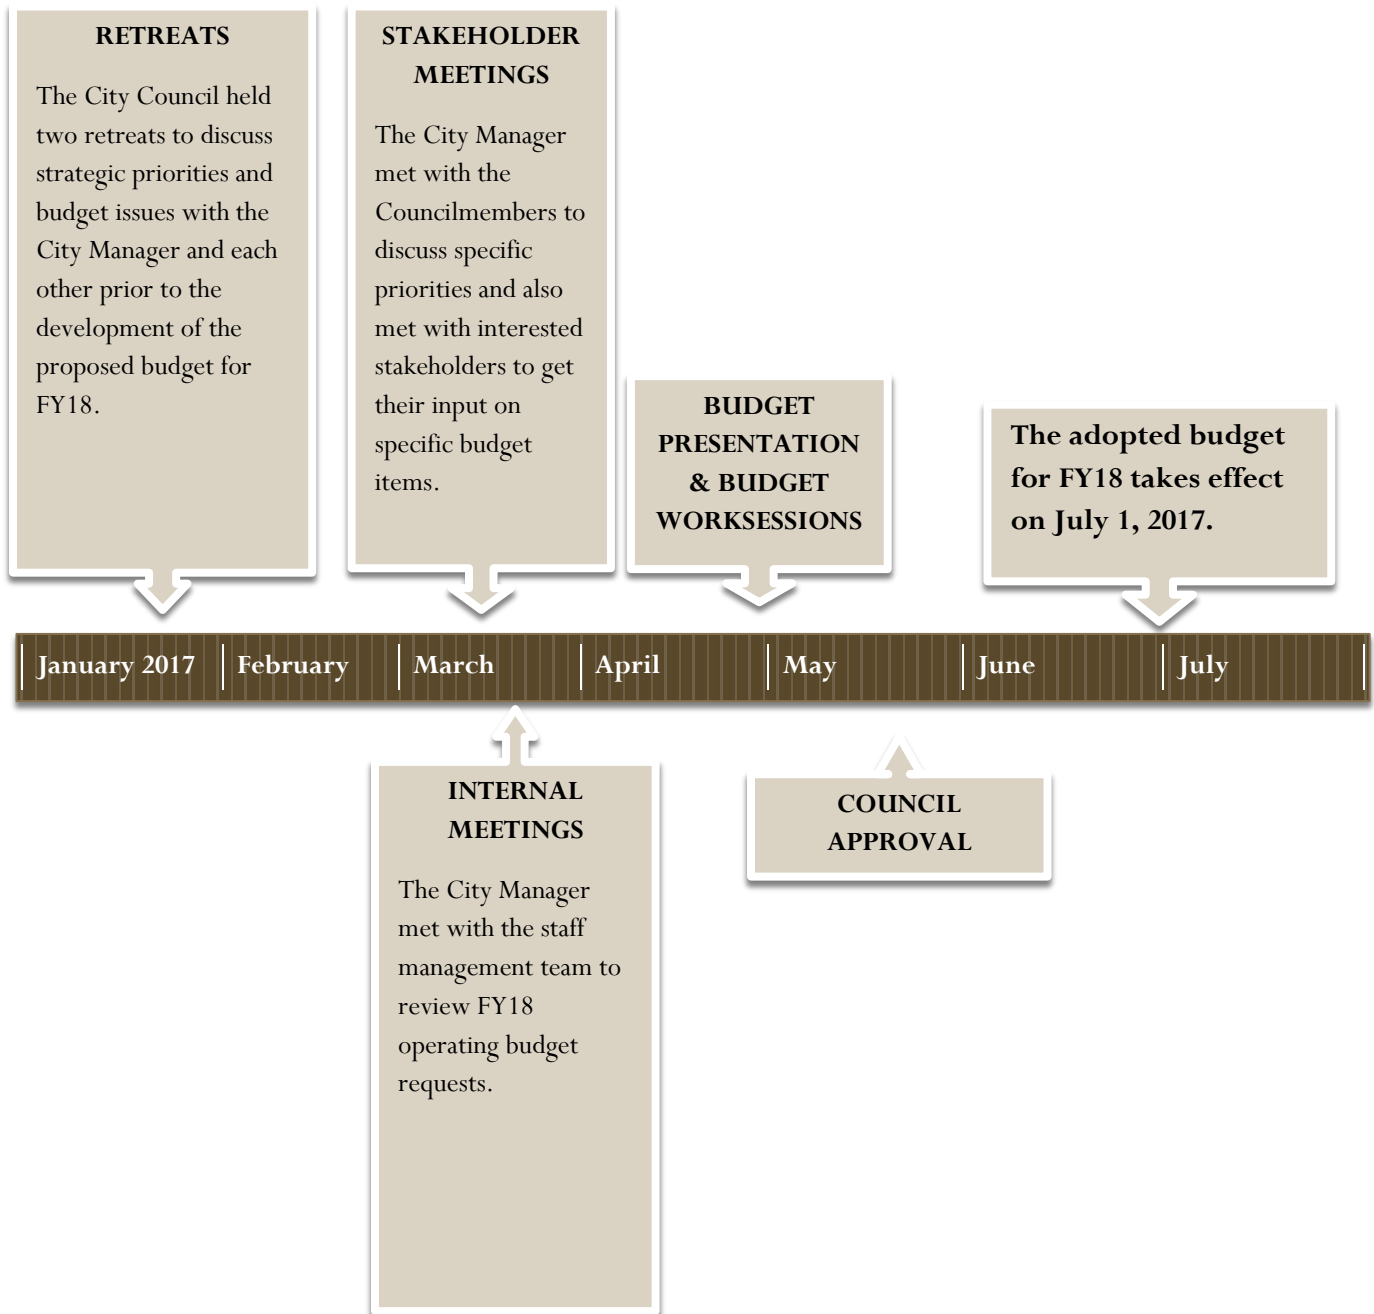 RETREATS
The City Council held
two retreats to discuss
strategic priorities and
budget issues with the
City Manager and each
other prior to the
development of the
proposed budget for
FY18.
STAKEHOLDER
MEETINGS
The City Manager
met with the
Councilmembers to
discuss specific
priorities and also
met with interested
stakeholders to get
their input on
specific budget
items.
BUDGET
PRESENTATION
& BUDGET
WORKSESSIONS
The adopted budget
for FY18 takes effect
on July 1, 2017.
January 2017 February March April May June July
INTERNAL
MEETINGS
The City Manager
met with the staff
management team to
review FY18
operating budget
requests.
COUNCIL
APPROVAL